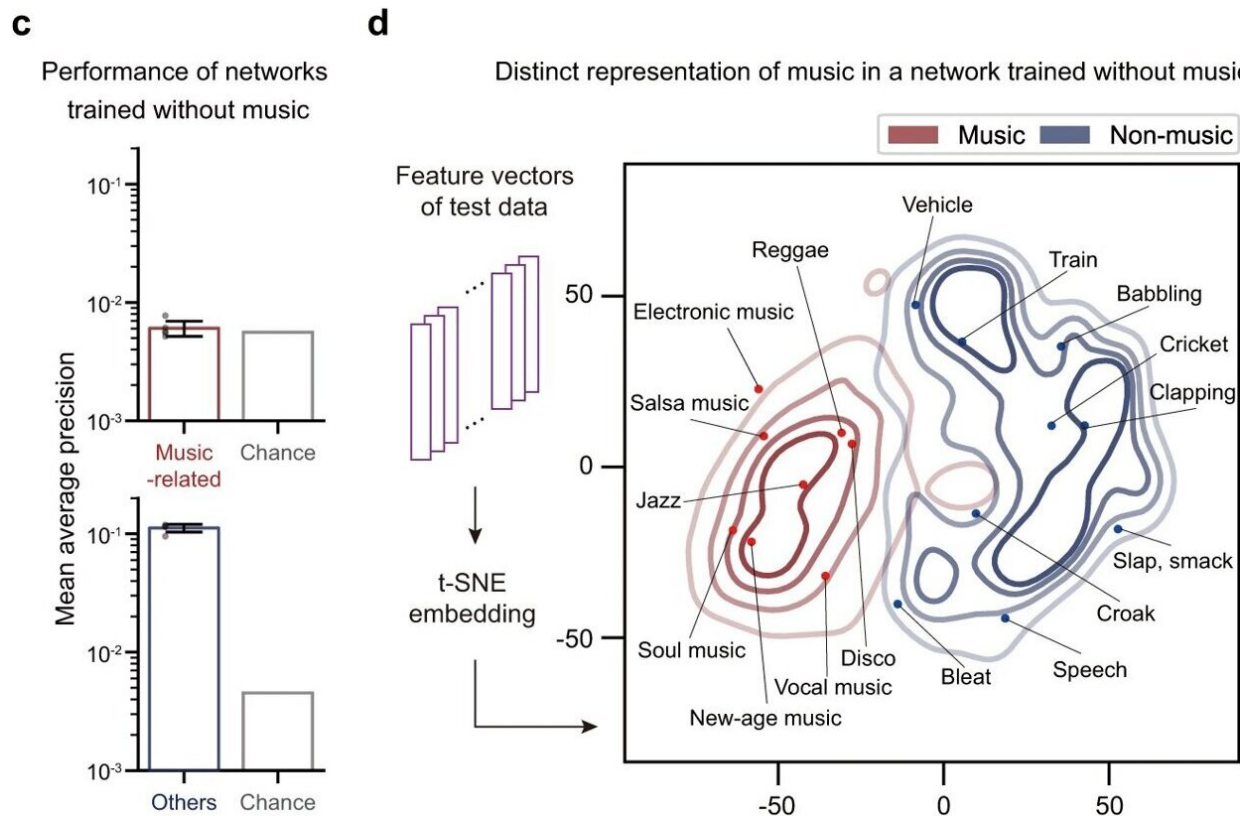 c
Performance of networks
trained without music
10-1
10-2
10-3
Music
-related
Chance
10-1
10-2
10-3
Others
Chance
Mean average precision
d
Distinct representation of music in a network trained without music
Music
Non-music
Feature vectors
of test data
t-SNE
embedding
50
0
-50
-50
0
50
Vehicle
Reggae
Train
Electronic music
Babbling
Cricket
Salsa music
Clapping
Jazz
Slap, smack
Croak
Soul music
Disco
Speech
Vocal music
Bleat
New-age music